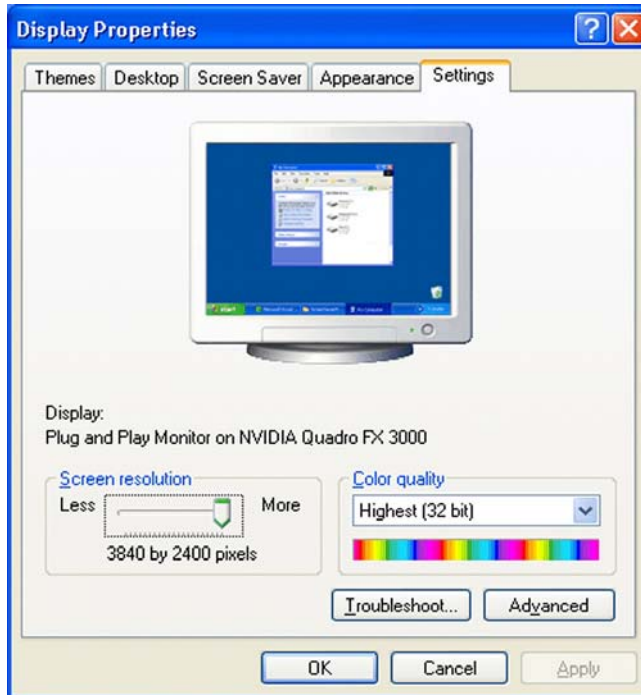 Display Properties
Themes Desktop Screen Saver Appearance Settings
start
Display:
Plug and Play Monitor on NVIDIA Quadro FX 3000
Screen resolution
Less More
3840 by 2400 pixels
Color quality
Highest (32 bit)
Troubleshoot... Advanced
OK Cancel Apply